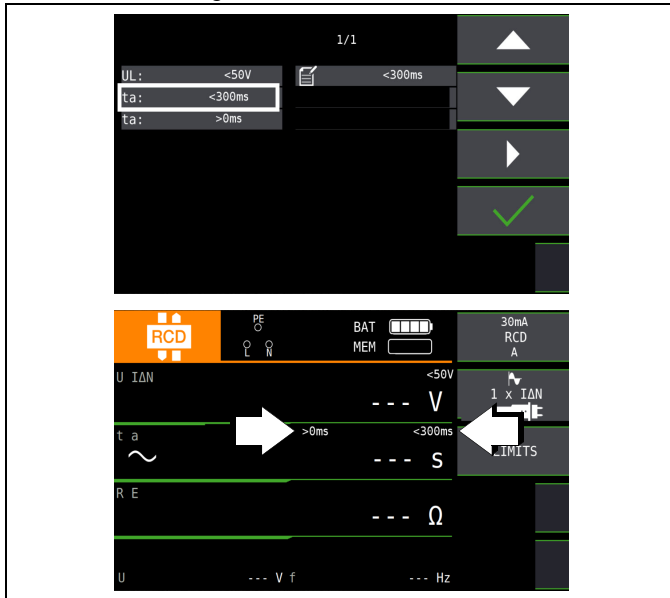 1/1
UL: <50V <300ms
ta: <300ms
ta: >0ms
RCD PE BAT 30mA
L N MEM RCD
A
U IΔN <50V
--- V 1 x IΔN
t a >0ms <300ms
--- S LIMITS
R E
--- Ω
U --- V f --- Hz